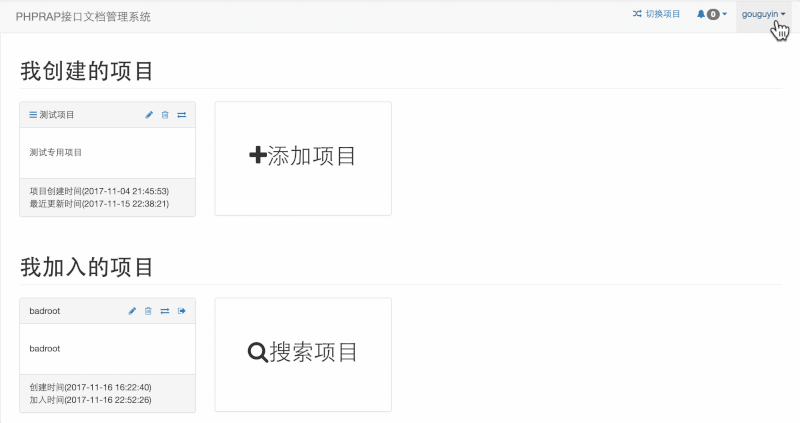 PHPRAP接口文档管理系统
切换项目
0
gouguyin
我创建的项目
测试项目
测试专用项目
项目创建时间(2017-11-04 21:45:53)
最近更新时间(2017-11-15 22:38:21)
添加项目
我加入的项目
badroot
badroot
创建时间(2017-11-16 16:22:40)
加入时间(2017-11-16 22:52:26)
搜索项目